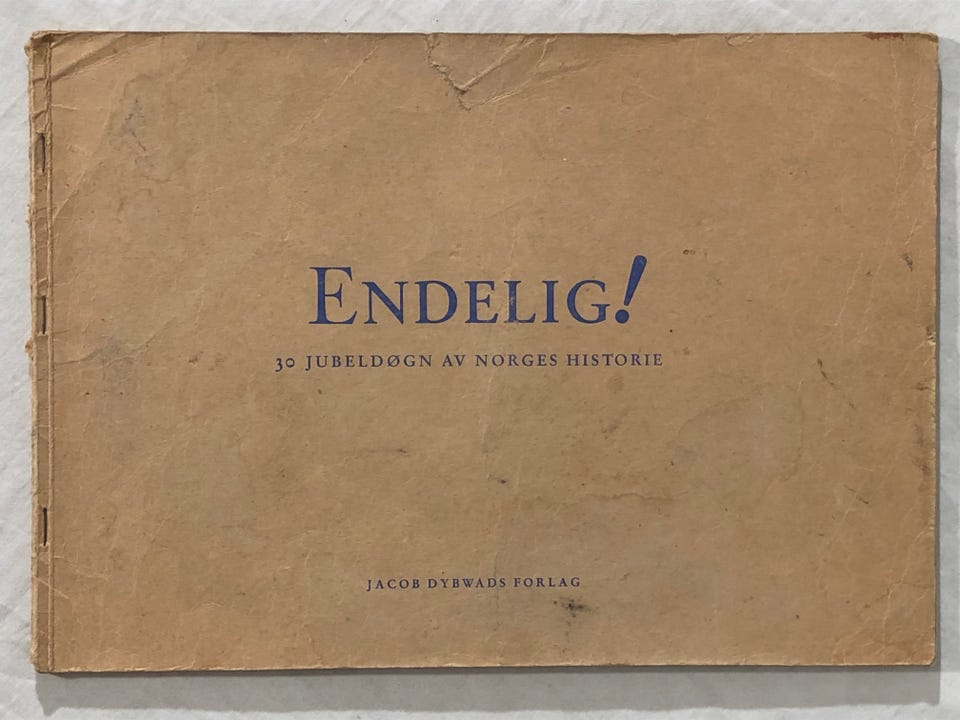 ENDELIG!
30 JUBELDØGN AV NORGES HISTORIE
JACOB DYBWADS FORLAG